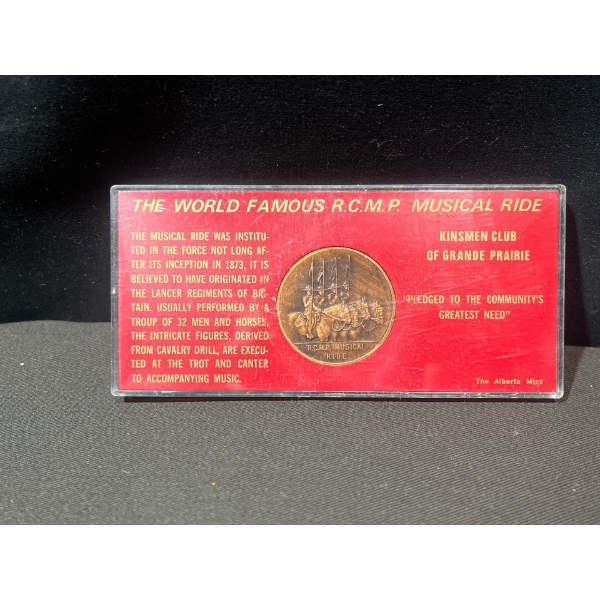 THE WORLD FAMOUS R.C.M.P. MUSICAL RIDE
THE MUSICAL RIDE WAS INSTITU-
TED IN THE FORCE NOT LONG AF-
TER ITS INCEPTION IN 1873. IT IS
BELIEVED TO HAVE ORIGINATED IN
THE LANCER REGIMENTS OF BRI-
TAIN. USUALLY PERFORMED BY A
TROUP OF 32 MEN AND HORSES,
THE INTRICATE FIGURES, DERIVED
FROM CAVALRY DRILL, ARE EXECU-
TED AT THE TROT AND CANTER
TO ACCOMPANYING MUSIC.
R.C.M.P. MUSICAL
RIDE
KINSMEN CLUB
OF GRANDE PRAIRIE
"PLEDGED TO THE COMMUNITY'S
GREATEST NEED"
The Alberta Mint